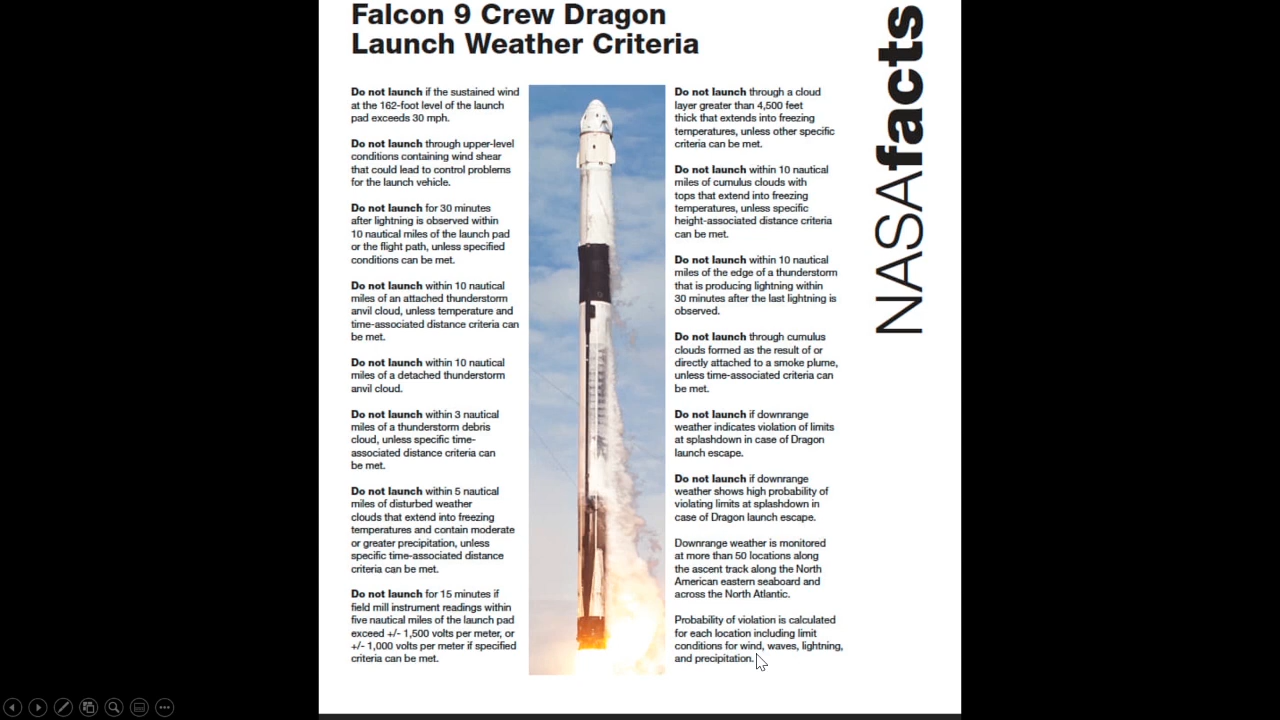 Falcon 9 Crew Dragon
Launch Weather Criteria
Do not launch if the sustained wind
at the 162-foot level of the launch
pad exceeds 30 mph.
Do not launch through upper-level
conditions containing wind shear
that could lead to control problems
for the launch vehicle.
Do not launch for 30 minutes
after lightning is observed within
10 nautical miles of the launch pad
or the flight path, unless specified
conditions can be met.
Do not launch within 10 nautical
miles of an attached thunderstorm
anvil cloud, unless temperature and
time-associated distance criteria can
be met.
Do not launch within 10 nautical
miles of a detached thunderstorm
anvil cloud.
Do not launch within 3 nautical
miles of a thunderstorm debris
cloud, unless specific time-
associated distance criteria can
be met.
Do not launch within 5 nautical
miles of disturbed weather
clouds that extend into freezing
temperatures and contain moderate
or greater precipitation, unless
specific time-associated distance
criteria can be met.
Do not launch for 15 minutes if
field mill instrument readings within
five nautical miles of the launch pad
exceed +/- 1,500 volts per meter, or
+/- 1,000 volts per meter if specified
criteria can be met.
Do not launch through a cloud
layer greater than 4,500 feet
thick that extends into freezing
temperatures, unless other specific
criteria can be met.
Do not launch within 10 nautical
miles of cumulus clouds with
tops that extend into freezing
temperatures, unless specific
height-associated distance criteria
can be met.
Do not launch within 10 nautical
miles of the edge of a thunderstorm
that is producing lightning within
30 minutes after the last lightning is
observed.
Do not launch through cumulus
clouds formed as the result of or
directly attached to a smoke plume,
unless time-associated criteria can
be met.
Do not launch if downrange
weather indicates violation of limits
at splashdown in case of Dragon
launch escape.
Do not launch if downrange
weather shows high probability of
violating limits at splashdown in
case of Dragon launch escape.
Downrange weather is monitored
at more than 50 locations along
the ascent track along the North
American eastern seaboard and
across the North Atlantic.
Probability of violation is calculated
for each location including limit
conditions for wind, waves, lightning,
and precipitation.
NASAfacts